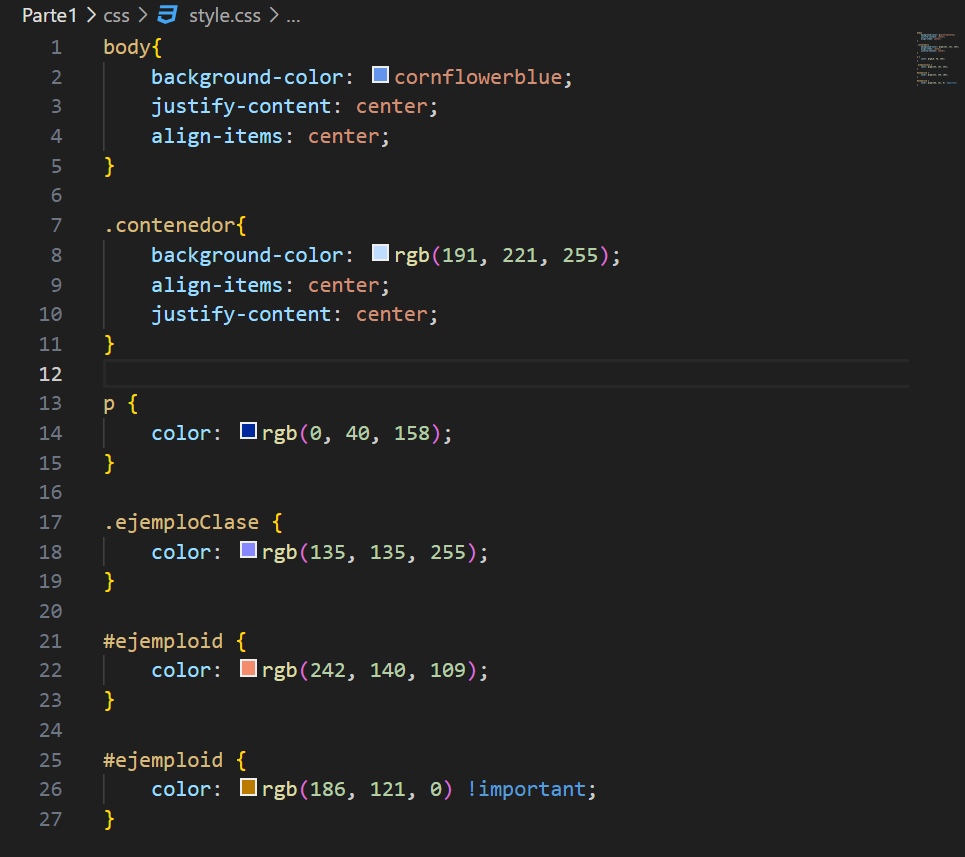 Parte1 > css > style.css > ...
1 body{
2     background-color: cornflowerblue;
3     justify-content: center;
4     align-items: center;
5 }
6
7 .contenedor{
8     background-color: rgb(191, 221, 255);
9     align-items: center;
10     justify-content: center;
11 }
12
13 p {
14     color: rgb(0, 40, 158);
15 }
16
17 .ejemploClase {
18     color: rgb(135, 135, 255);
19 }
20
21 #ejemploid {
22     color: rgb(242, 140, 109);
23 }
24
25 #ejemploid {
26     color: rgb(186, 121, 0) !important;
27 }